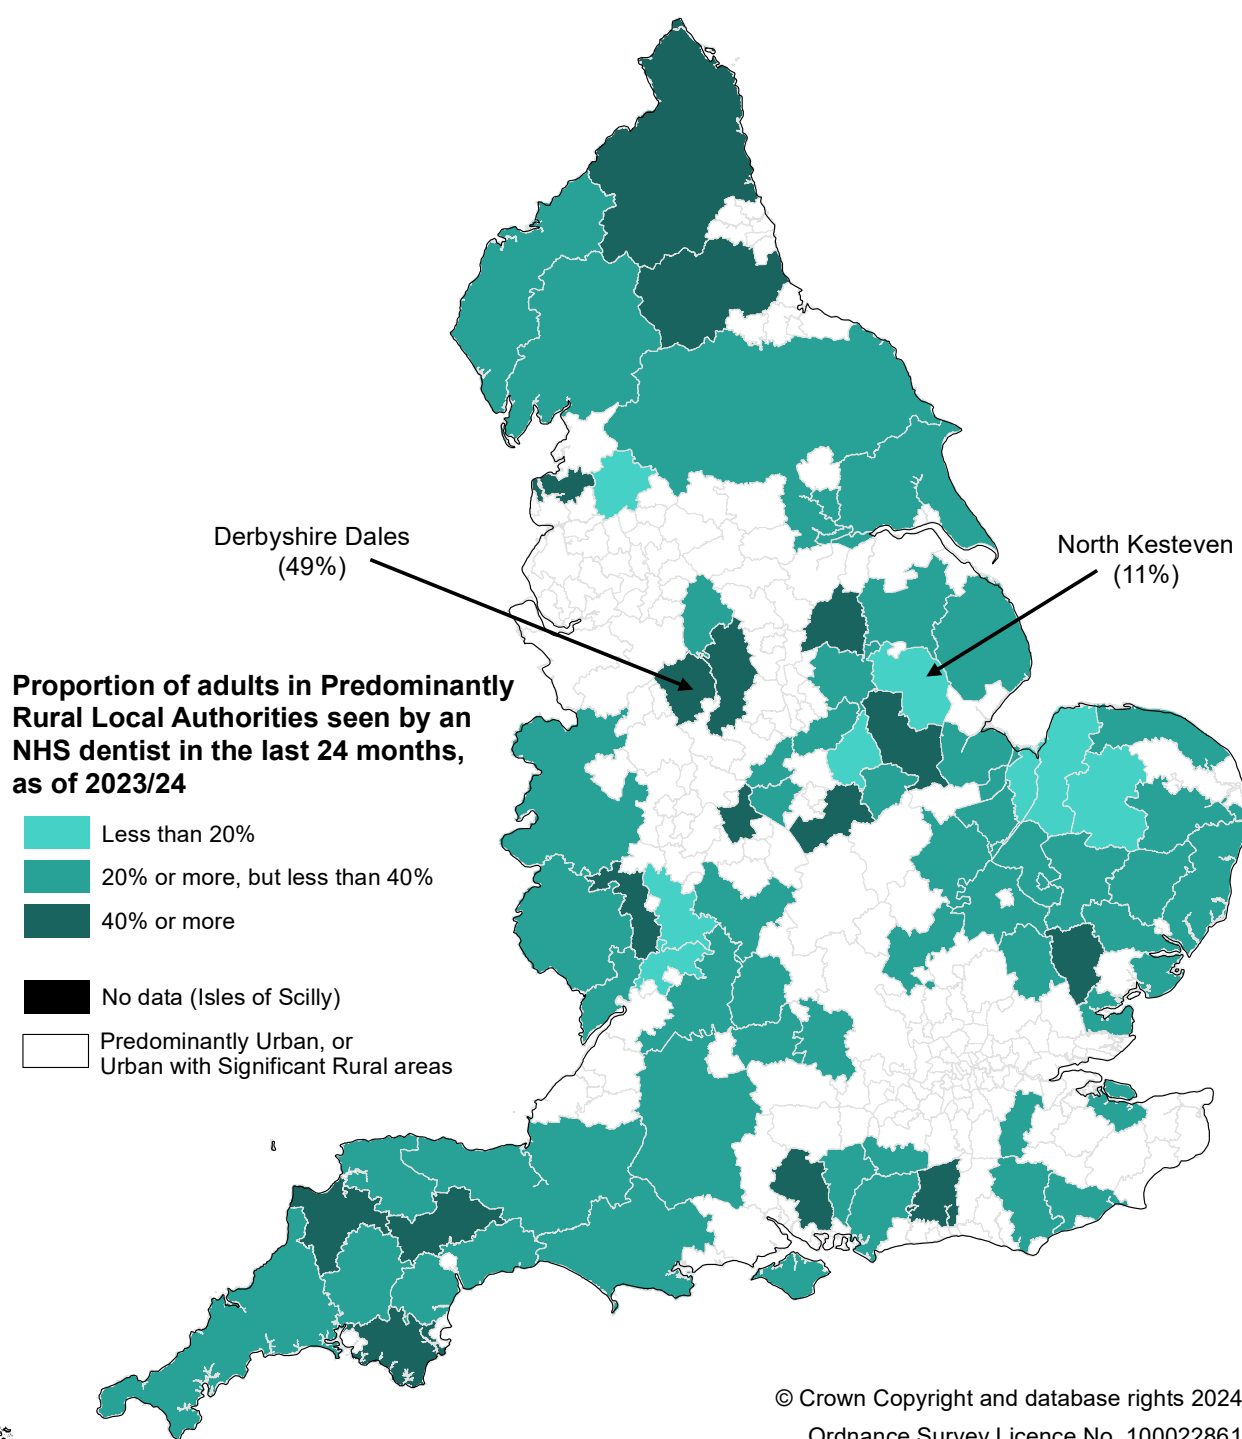 Derbyshire Dales
(49%)
North Kesteven
(11%)
Proportion of adults in Predominantly
Rural Local Authorities seen by an
NHS dentist in the last 24 months,
as of 2023/24
Less than 20%
20% or more, but less than 40%
40% or more
No data (Isles of Scilly)
Predominantly Urban, or
Urban with Significant Rural areas
© Crown Copyright and database rights 2024
Ordnance Survey Licence No. 100022861